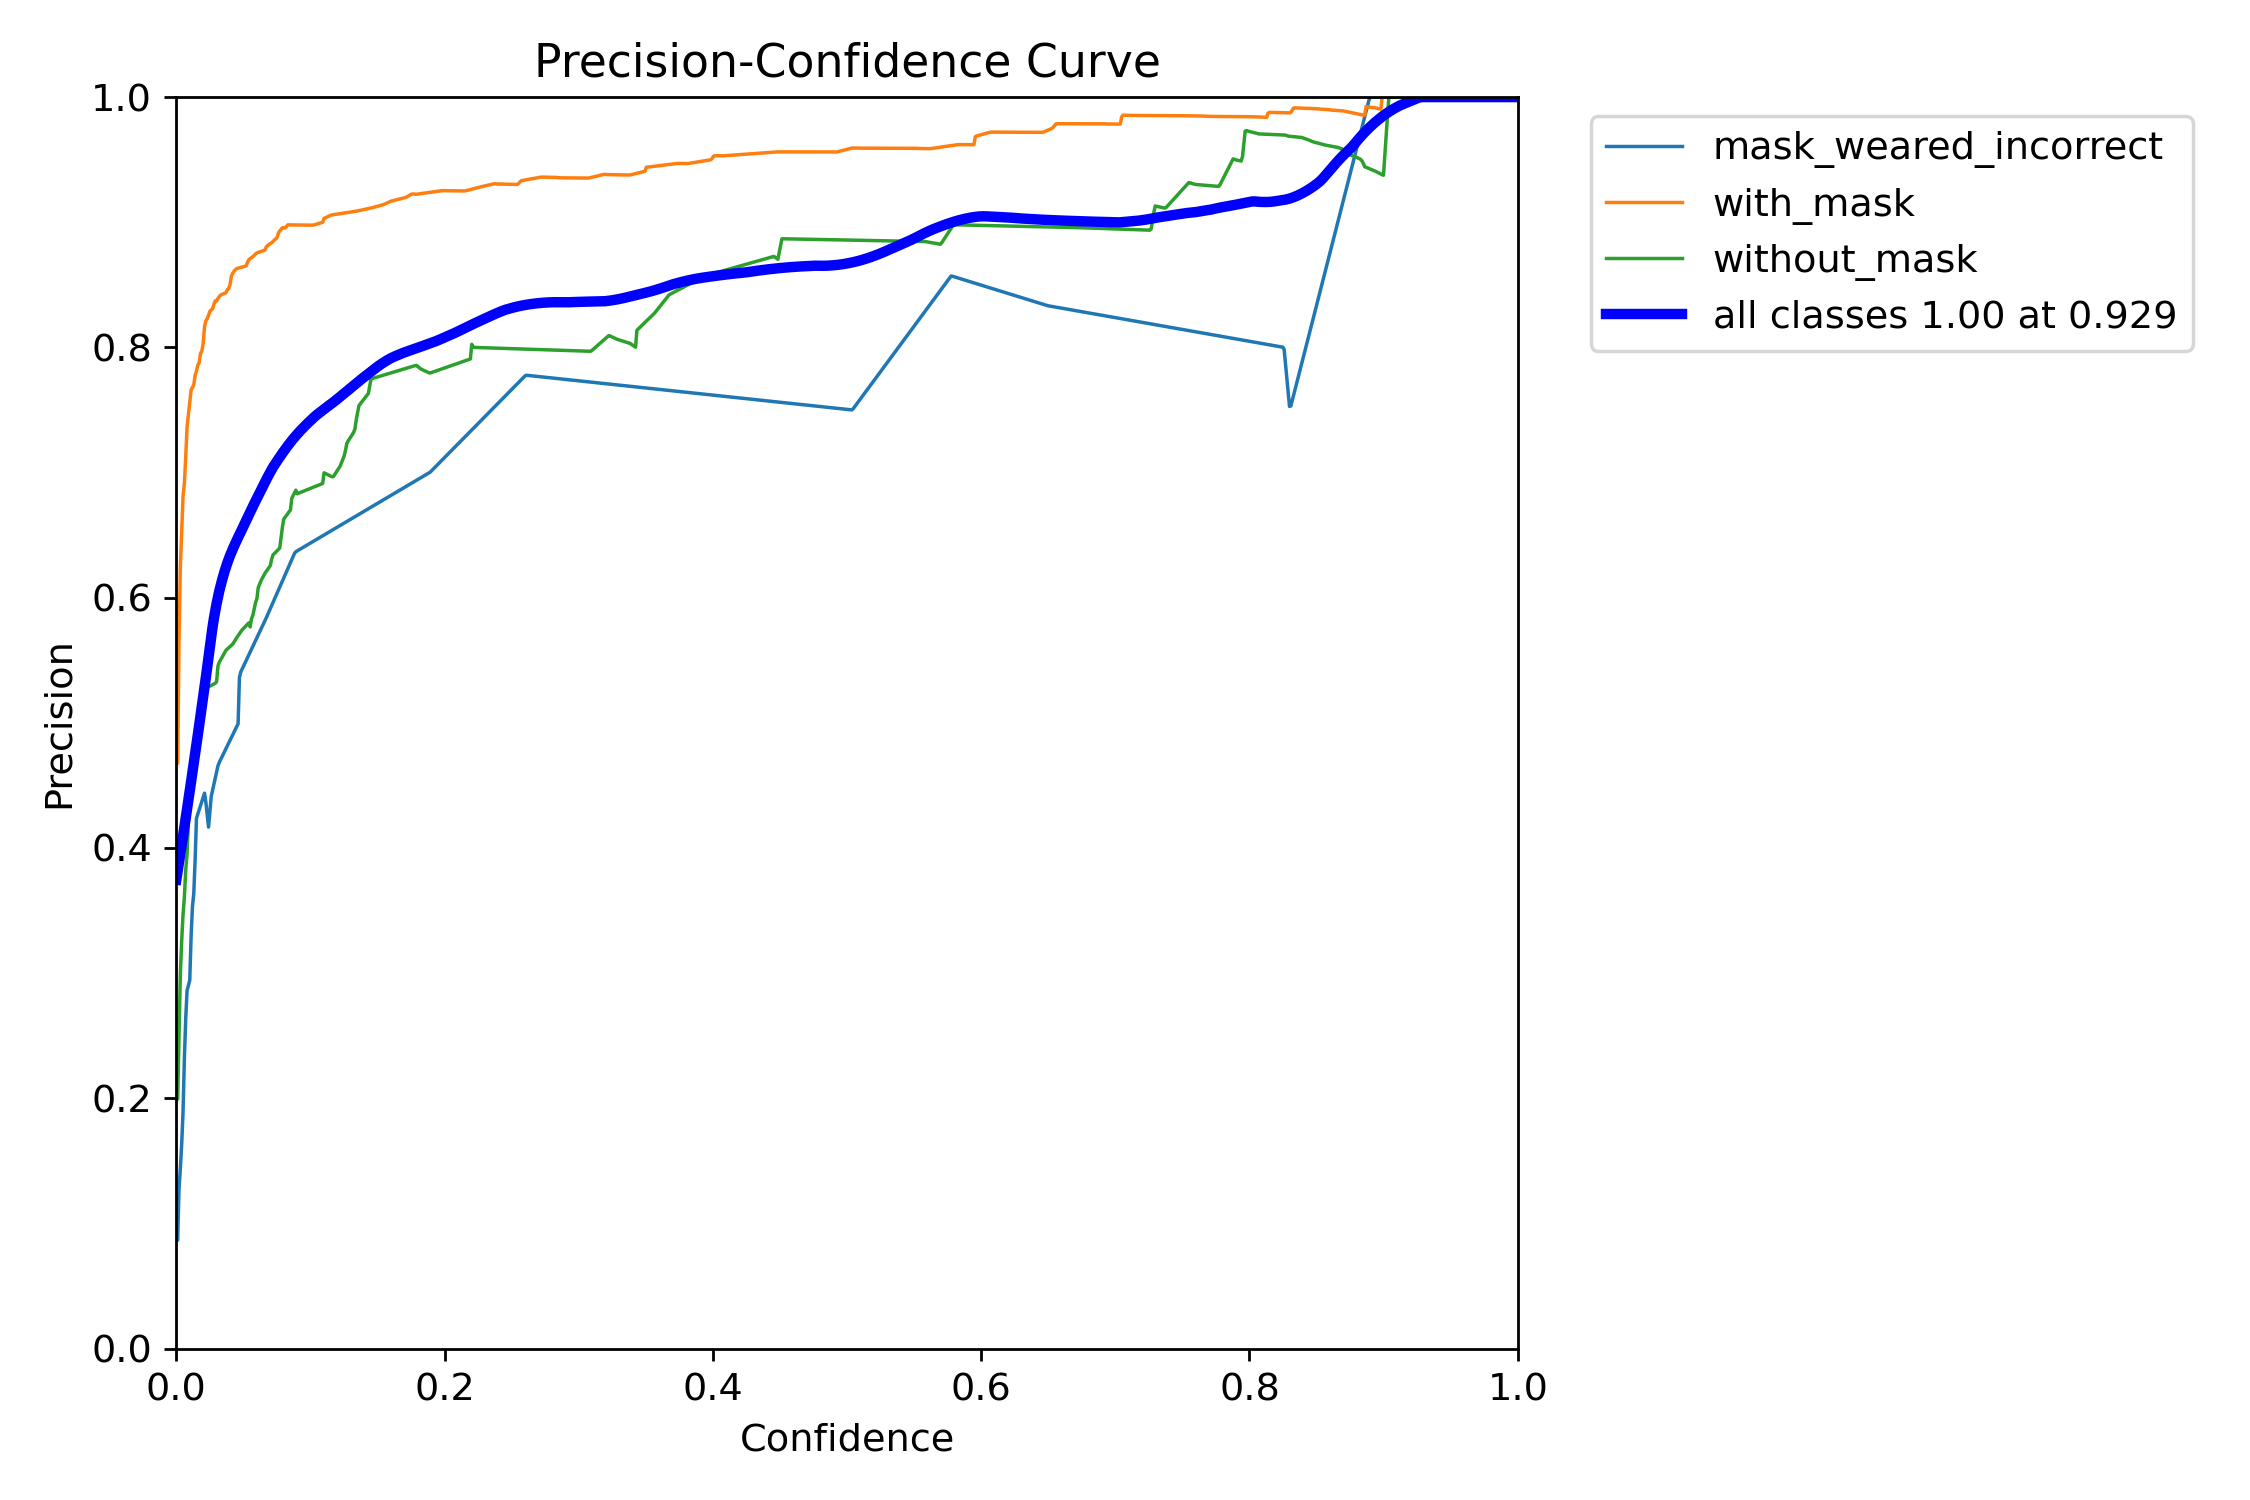 Precision-Confidence Curve
1.0
0.8
0.6
0.4
0.2
0.0
Precision
0.0 0.2 0.4 0.6 0.8 1.0
Confidence
mask_weared_incorrect
with_mask
without_mask
all classes 1.00 at 0.929